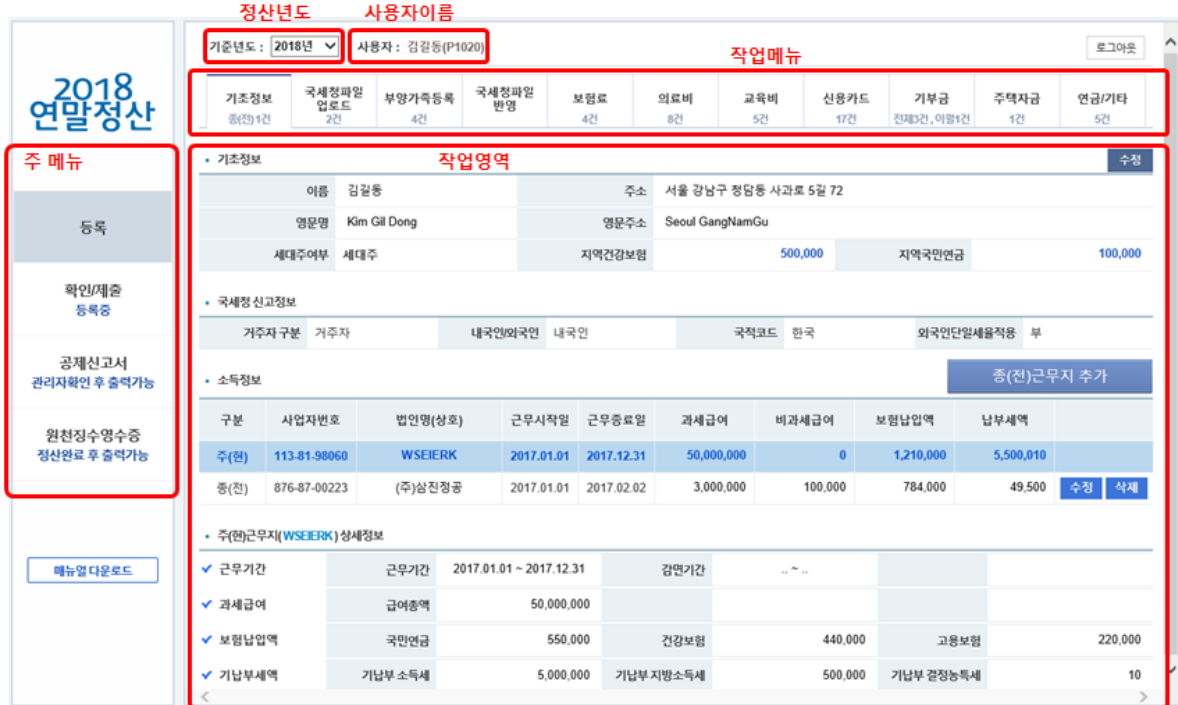 정산년도 사용자이름
기준년도 : 2018년 사용자 : 김길동(P1020) 로그아웃
작업메뉴
2018
연말정산
기초정보 국세청파일 업로드 부양가족등록 국세청파일 반영 보험료 의료비 교육비 신용카드 기부금 주택자금 연금/기타
종(전)1건 2건 4건 4건 8건 5건 17건 전체3건, 이월1건 1건 5건
주 메뉴
등록
확인/제출
등록중
공제신고서
관리자확인 후 출력가능
원천징수영수증
정산완료 후 출력가능
매뉴얼 다운로드
작업영역
• 기초정보 수정
이름 김길동 주소 서울 강남구 청담동 사과로 5길 72
영문명 Kim Gil Dong 영문주소 Seoul GangNamGu
세대주여부 세대주 지역건강보험 500,000 지역국민연금 100,000
• 국세청 신고정보
거주자 구분 거주자 내국인/외국인 내국인 국적코드 한국 외국인단일세율적용 부
• 소득정보 종(전)근무지 추가
구분 사업자번호 법인명(상호) 근무시작일 근무종료일 과세급여 비과세급여 보험납입액 납부세액
주(현) 113-81-98060 WSEIERK 2017.01.01 2017.12.31 50,000,000 0 1,210,000 5,500,010
종(전) 876-87-00223 (주)삼진정공 2017.01.01 2017.02.02 3,000,000 100,000 784,000 49,500 수정 삭제
• 주(현)근무지( WSEIERK ) 상세정보
근무기간 근무기간 2017.01.01 ~ 2017.12.31 감면기간 .. ~ ..
과세급여 급여총액 50,000,000
보험납입액 국민연금 550,000 건강보험 440,000 고용보험 220,000
기납부세액 기납부 소득세 5,000,000 기납부 지방소득세 500,000 기납부 결정농특세 10